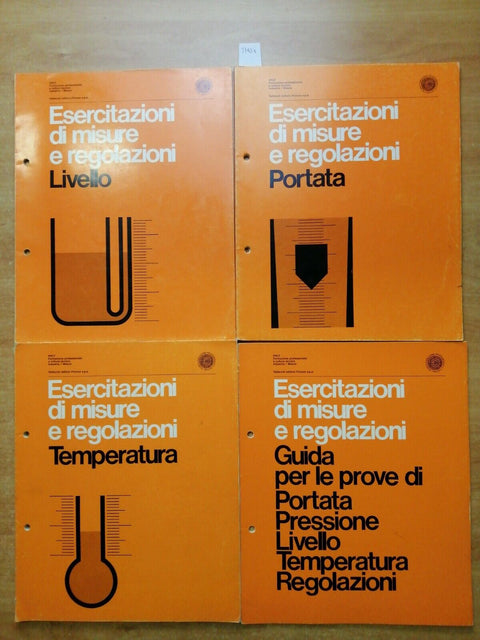 Esercitazioni
di misure
e regolazioni
Livello
Esercitazioni
di misure
e regolazioni
Portata
Esercitazioni
di misure
e regolazioni
Temperatura
Esercitazioni
di misure
e regolazioni
Guida
per le prove di
Portata
Pressione
Livello
Temperatura
Regolazioni